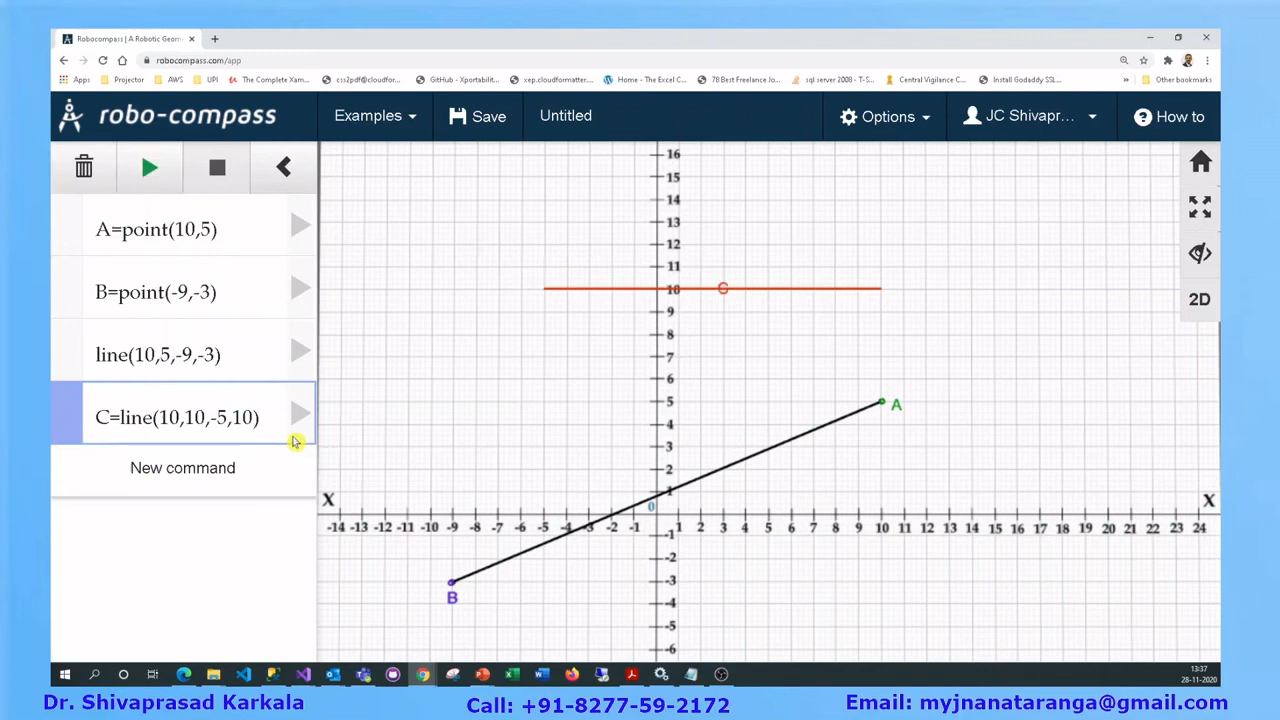 Robocompass | A Robotic Geom
robocompass.com/app
Apps Projector AWS UPI The Complete Xam... css2pdf@cloudfor... GitHub - Xportabilit... xep.cloudformatter.... Home - The Excel C... 78 Best Freelance Jo... sql server 2008 - T-S... Central Vigilance C... Install Godaddy SSL... » Other bookmarks
robo-compass Examples Save Untitled Options JC Shivapr... How to
A=point(10,5)
B=point(-9,-3)
line(10,5,-9,-3)
C=line(10,10,-5,10)
New command
2D
16
15
14
13
12
11
10
C
9
8
7
6
5
A
4
3
2
1
X
0
X
-14 -13 -12 -11 -10 -9 -8 -7 -6 -5 -4 -3 -2 -1 1 2 3 4 5 6 7 8 9 10 11 12 13 14 15 16 17 18 19 20 21 22 23 24
-1
-2
-3
B
-4
-5
-6
13:37
28-11-2020
Dr. Shivaprasad Karkala Call: +91-8277-59-2172 Email: myjnanataranga@gmail.com